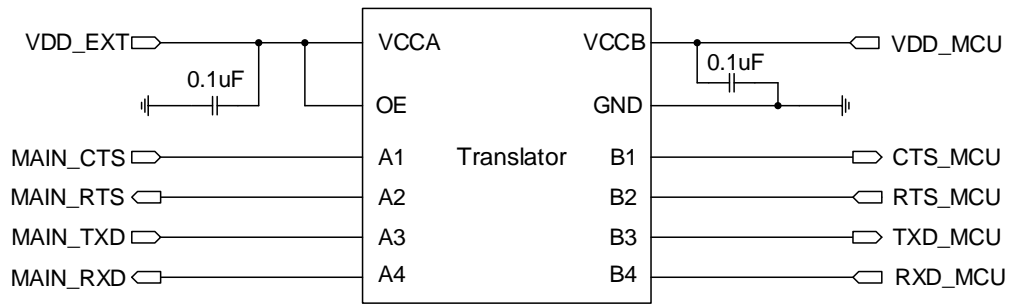 VDD_EXT VCCA VCCB VDD_MCU
0.1uF 0.1uF
OE GND
MAIN_CTS A1 Translator B1 CTS_MCU
MAIN_RTS A2 B2 RTS_MCU
MAIN_TXD A3 B3 TXD_MCU
MAIN_RXD A4 B4 RXD_MCU